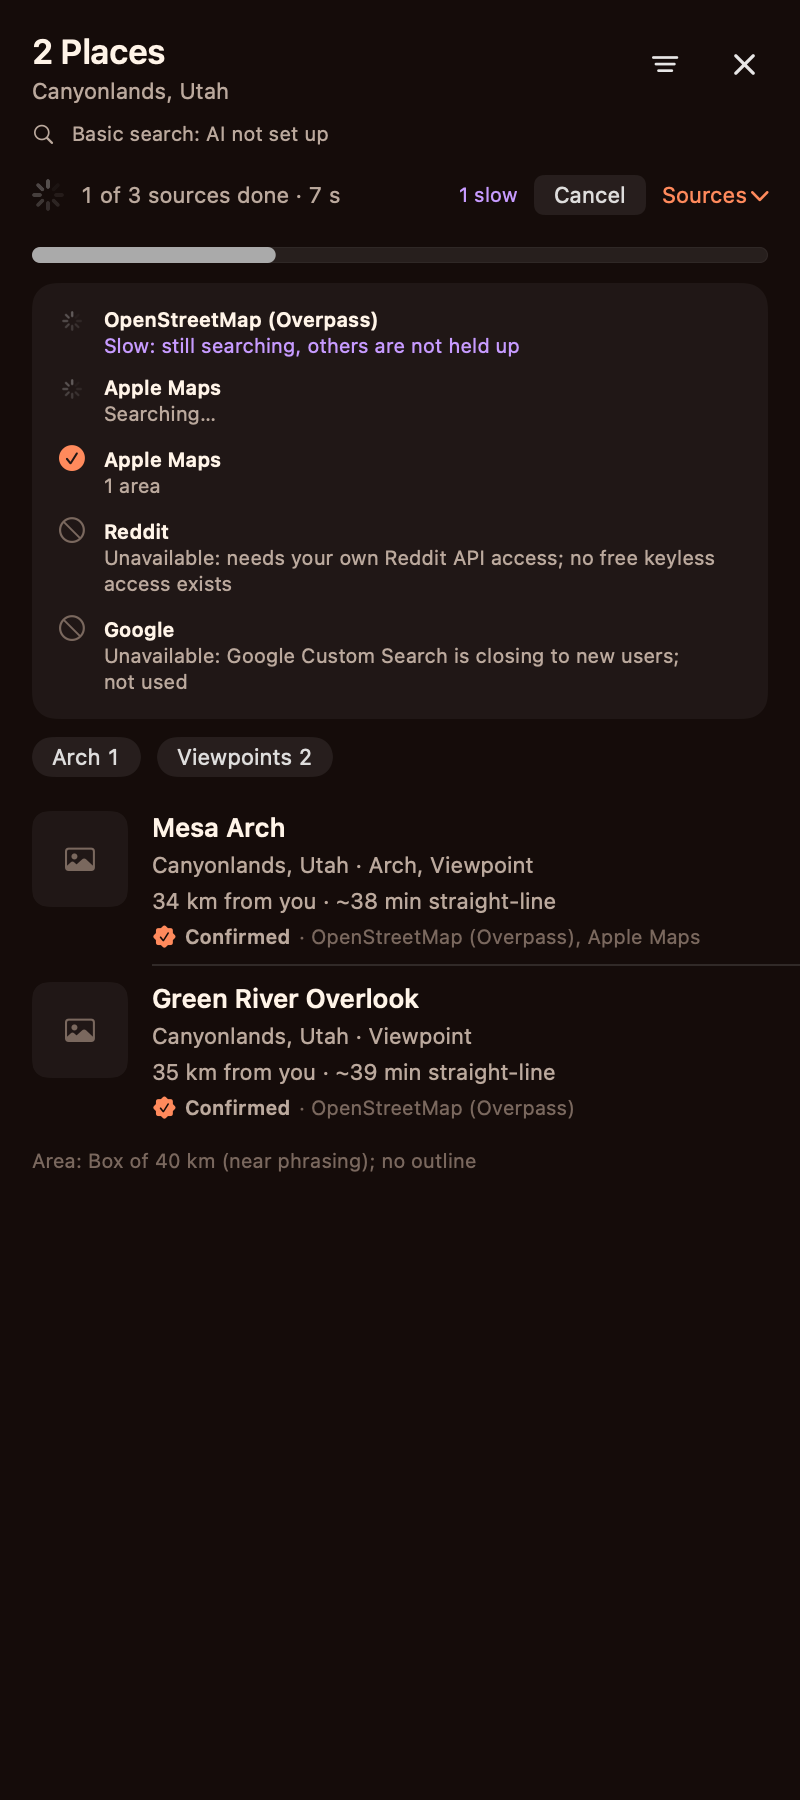 2 Places
Canyonlands, Utah
Basic search: AI not set up
1 of 3 sources done · 7 s
1 slow
Cancel
Sources
OpenStreetMap (Overpass)
Slow: still searching, others are not held up
Apple Maps
Searching...
Apple Maps
1 area
Reddit
Unavailable: needs your own Reddit API access; no free keyless
access exists
Google
Unavailable: Google Custom Search is closing to new users;
not used
Arch 1
Viewpoints 2
Mesa Arch
Canyonlands, Utah · Arch, Viewpoint
34 km from you · ~38 min straight-line
Confirmed · OpenStreetMap (Overpass), Apple Maps
Green River Overlook
Canyonlands, Utah · Viewpoint
35 km from you · ~39 min straight-line
Confirmed · OpenStreetMap (Overpass)
Area: Box of 40 km (near phrasing); no outline